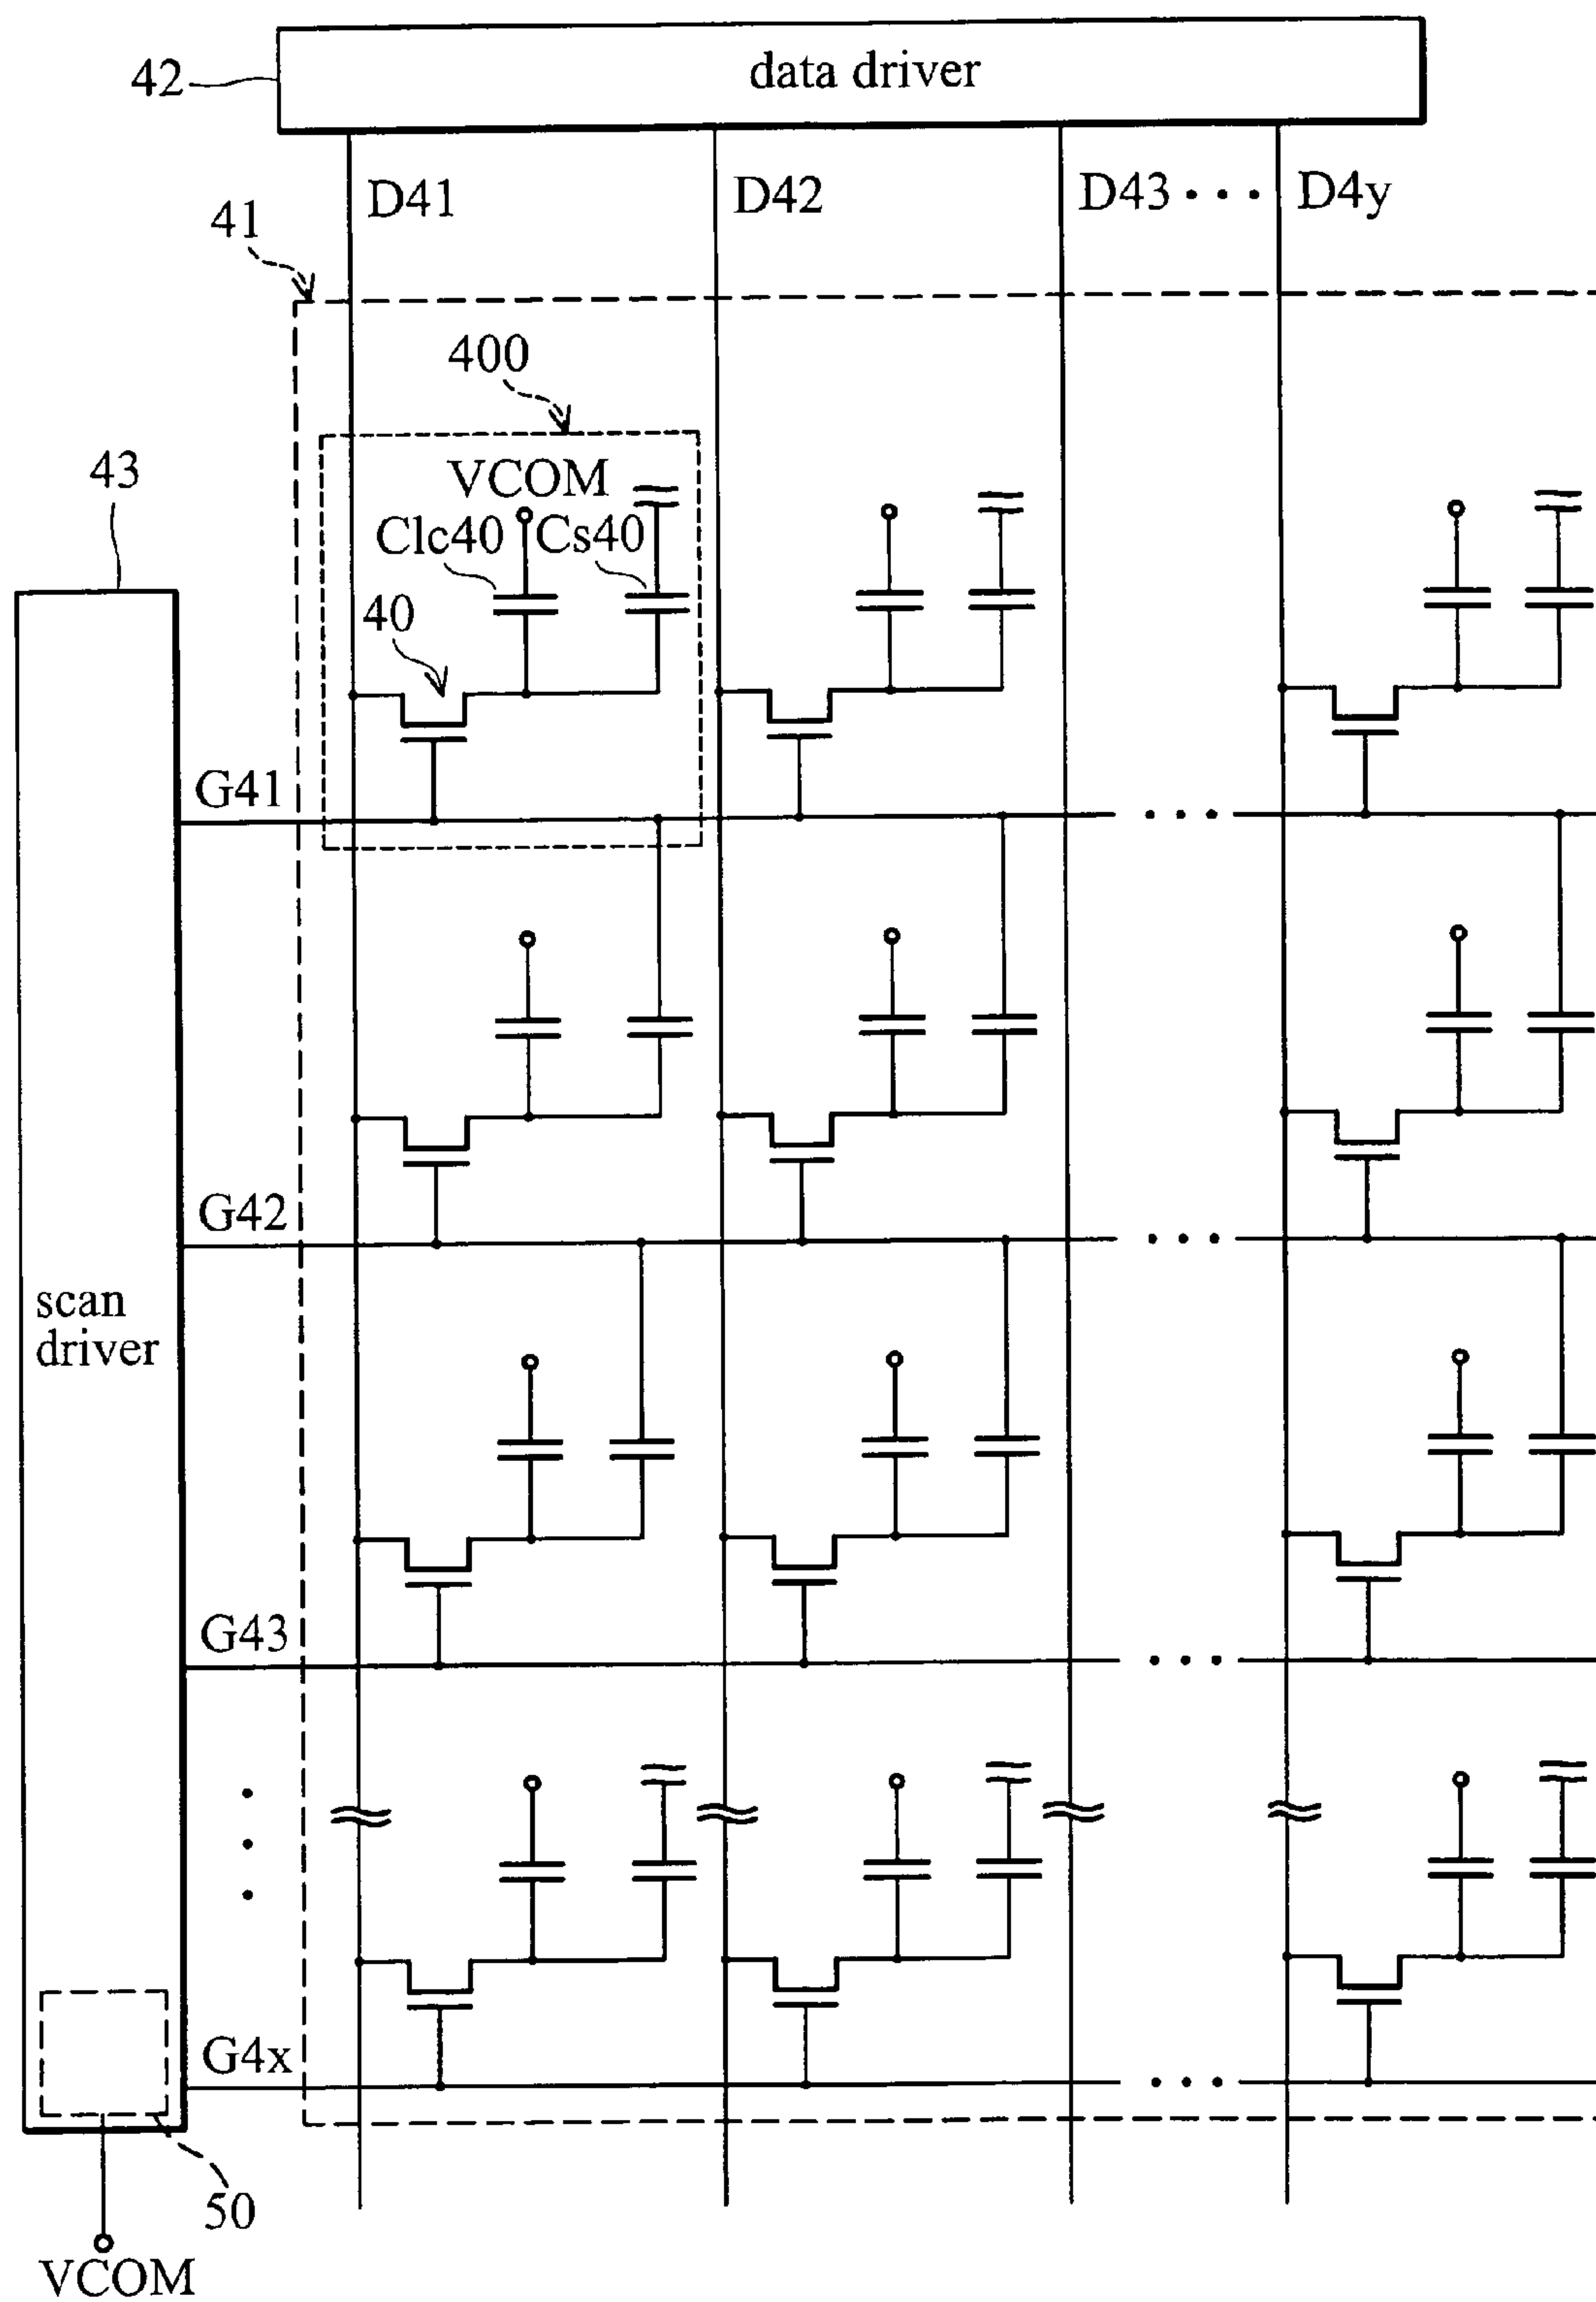 42
data driver
D41
D42
D43 • • • D4y
41
400
43
VCOM
Clc40
Cs40
40
G41
• • •
G42
• • •
scan
driver
G43
• • •
G4x
• • •
50
VCOM